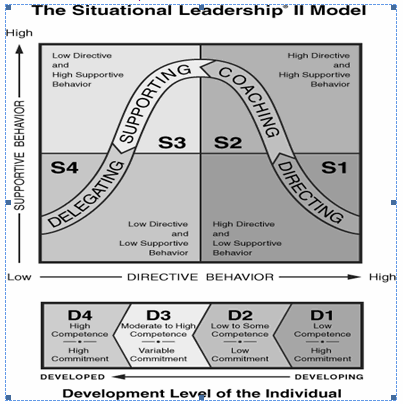 The Situational Leadership® II Model
High
SUPPORTIVE BEHAVIOR
Low Directive
and
High Supportive
Behavior
High Directive
and
High Supportive
Behavior
SUPPORTING
COACHING
S3
S2
S4
S1
DELEGATING
DIRECTING
Low Directive
and
Low Supportive
Behavior
High Directive
and
Low Supportive
Behavior
Low
DIRECTIVE BEHAVIOR
High
D4
High
Competence
High
Commitment
D3
Moderate to High
Competence
Variable
Commitment
D2
Low to Some
Competence
Low
Commitment
D1
Low
Competence
High
Commitment
DEVELOPED
DEVELOPING
Development Level of the Individual